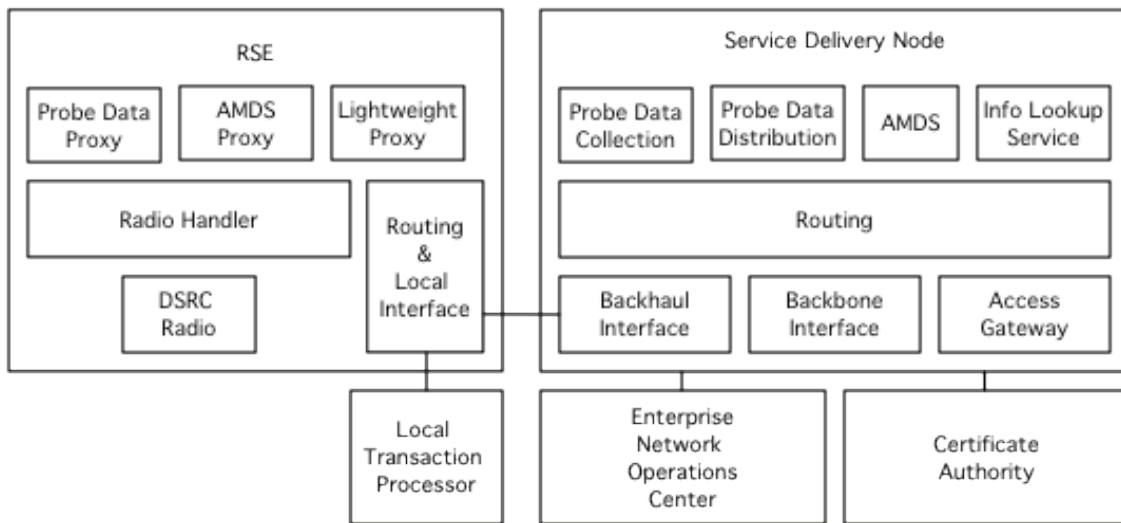 RSE
Probe Data
Proxy
AMDS
Proxy
Lightweight
Proxy
Radio Handler
Routing
&
Local
Interface
DSRC
Radio
Local
Transaction
Processor
Service Delivery Node
Probe Data
Collection
Probe Data
Distribution
AMDS
Info Lookup
Service
Routing
Backhaul
Interface
Backbone
Interface
Access
Gateway
Enterprise
Network
Operations
Center
Certificate
Authority